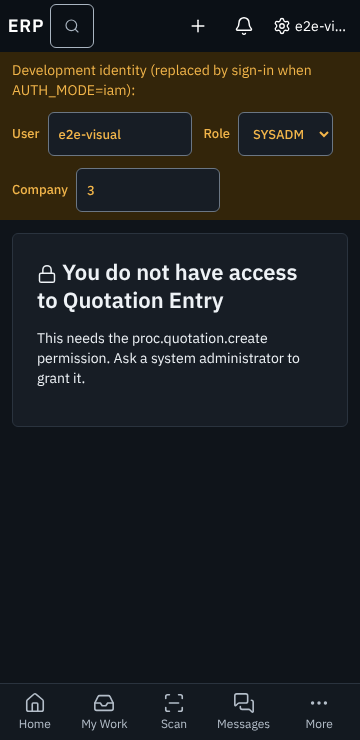 ERP
e2e-vi...
Development identity (replaced by sign-in when
AUTH_MODE=iam):
User e2e-visual Role SYSADM
Company 3
You do not have access
to Quotation Entry
This needs the proc.quotation.create
permission. Ask a system administrator to
grant it.
Home My Work Scan Messages More